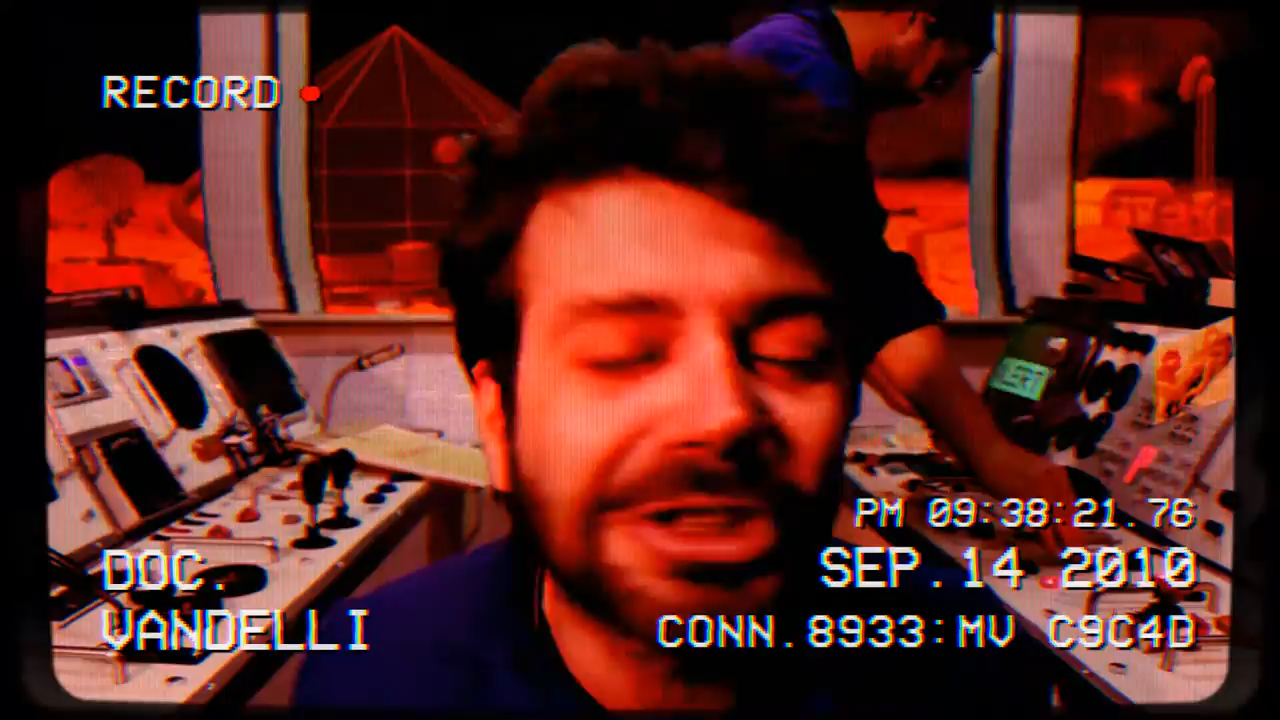 RECORD
PM 09:38:21.76
DOC.
SEP.14 2010
VANDELLI
CONN.8933:MV C9C4D